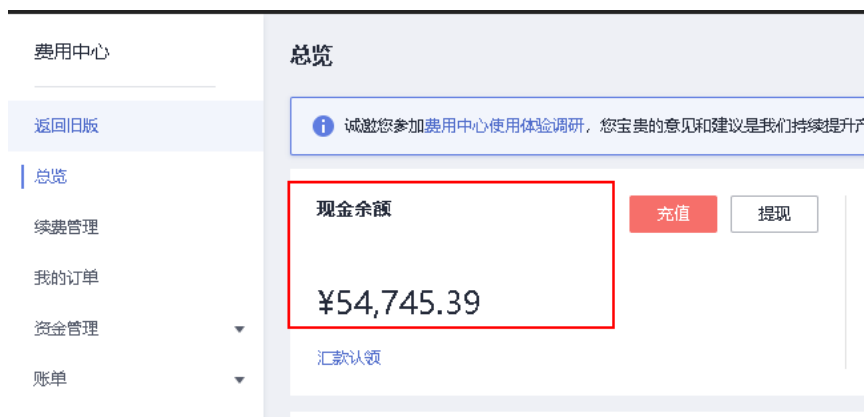 费用中心
总览
返回旧版
诚邀您参加费用中心使用体验调研，您宝贵的意见和建议是我们持续提升产
总览
现金余额
充值
提现
续费管理
我的订单
¥54,745.39
资金管理
汇款认领
账单